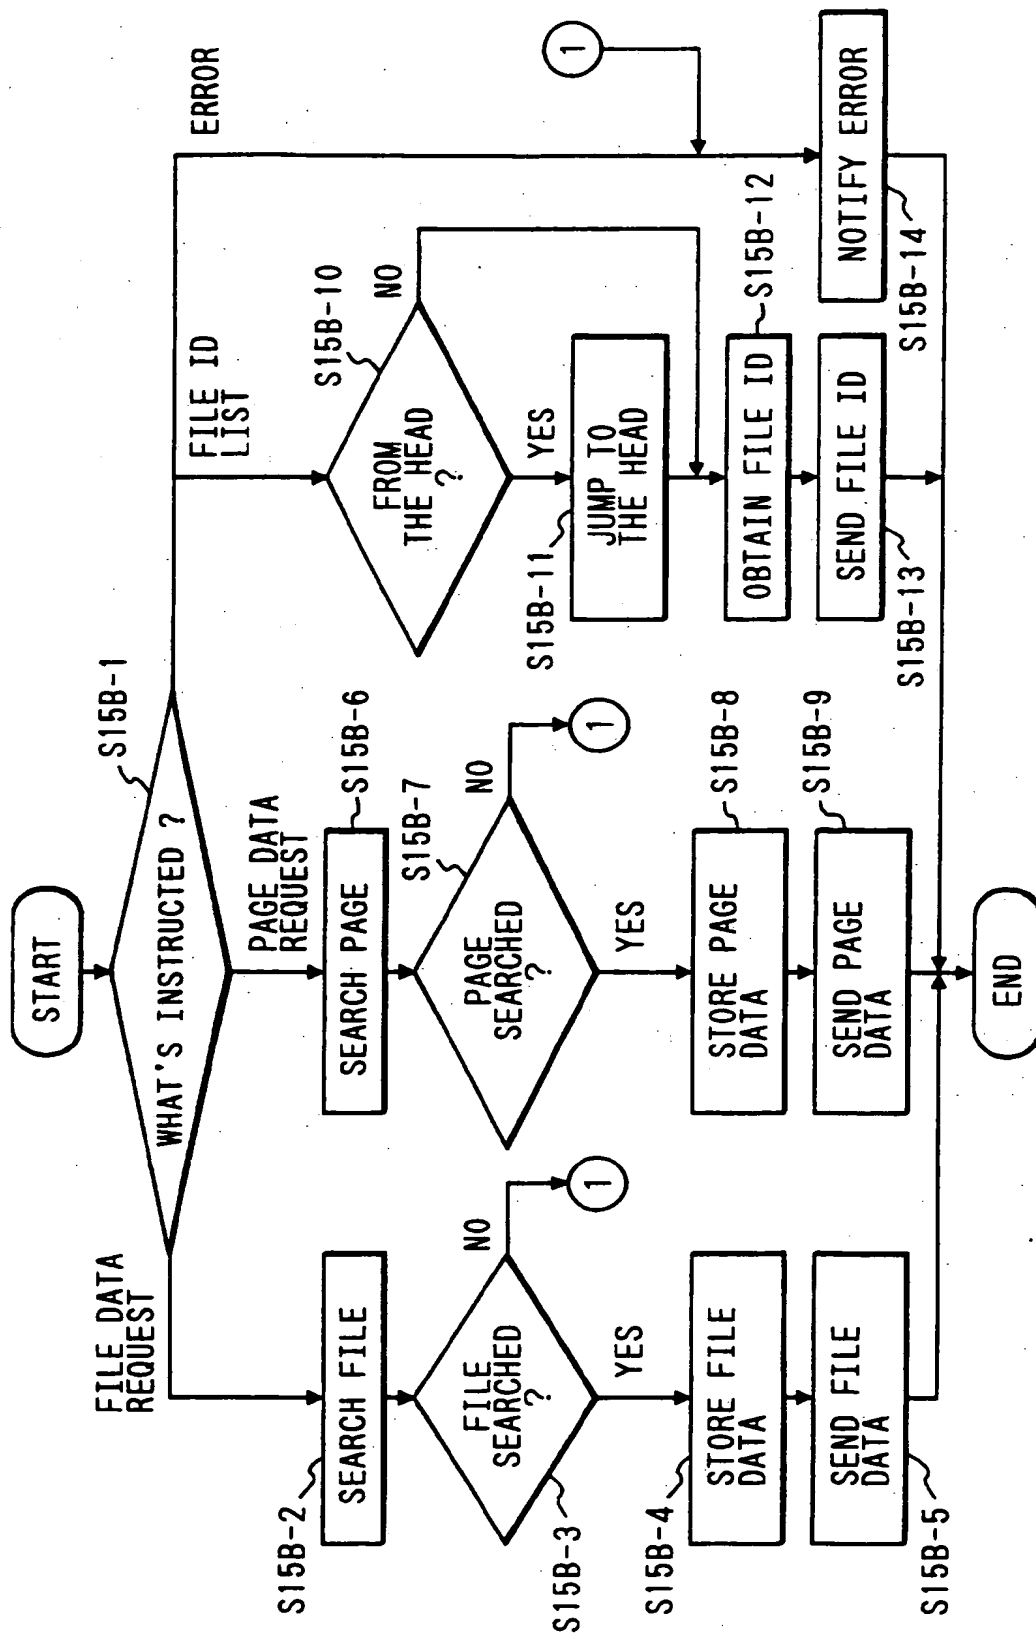 START
WHAT'S INSTRUCTED ?
S15B-1
FILE DATA
REQUEST
PAGE DATA
REQUEST
FILE ID
LIST
ERROR
S15B-2
SEARCH FILE
FILE
SEARCHED
?
S15B-3
NO
1
YES
S15B-4
STORE FILE
DATA
SEND FILE
DATA
S15B-5
SEARCH PAGE
S15B-6
PAGE
SEARCHED
?
S15B-7
NO
1
YES
STORE PAGE
DATA
S15B-8
SEND PAGE
DATA
S15B-9
FROM
THE HEAD
?
S15B-10
NO
YES
S15B-11
JUMP TO
THE HEAD
OBTAIN FILE ID
S15B-12
SEND FILE ID
S15B-13
1
NOTIFY ERROR
S15B-14
END